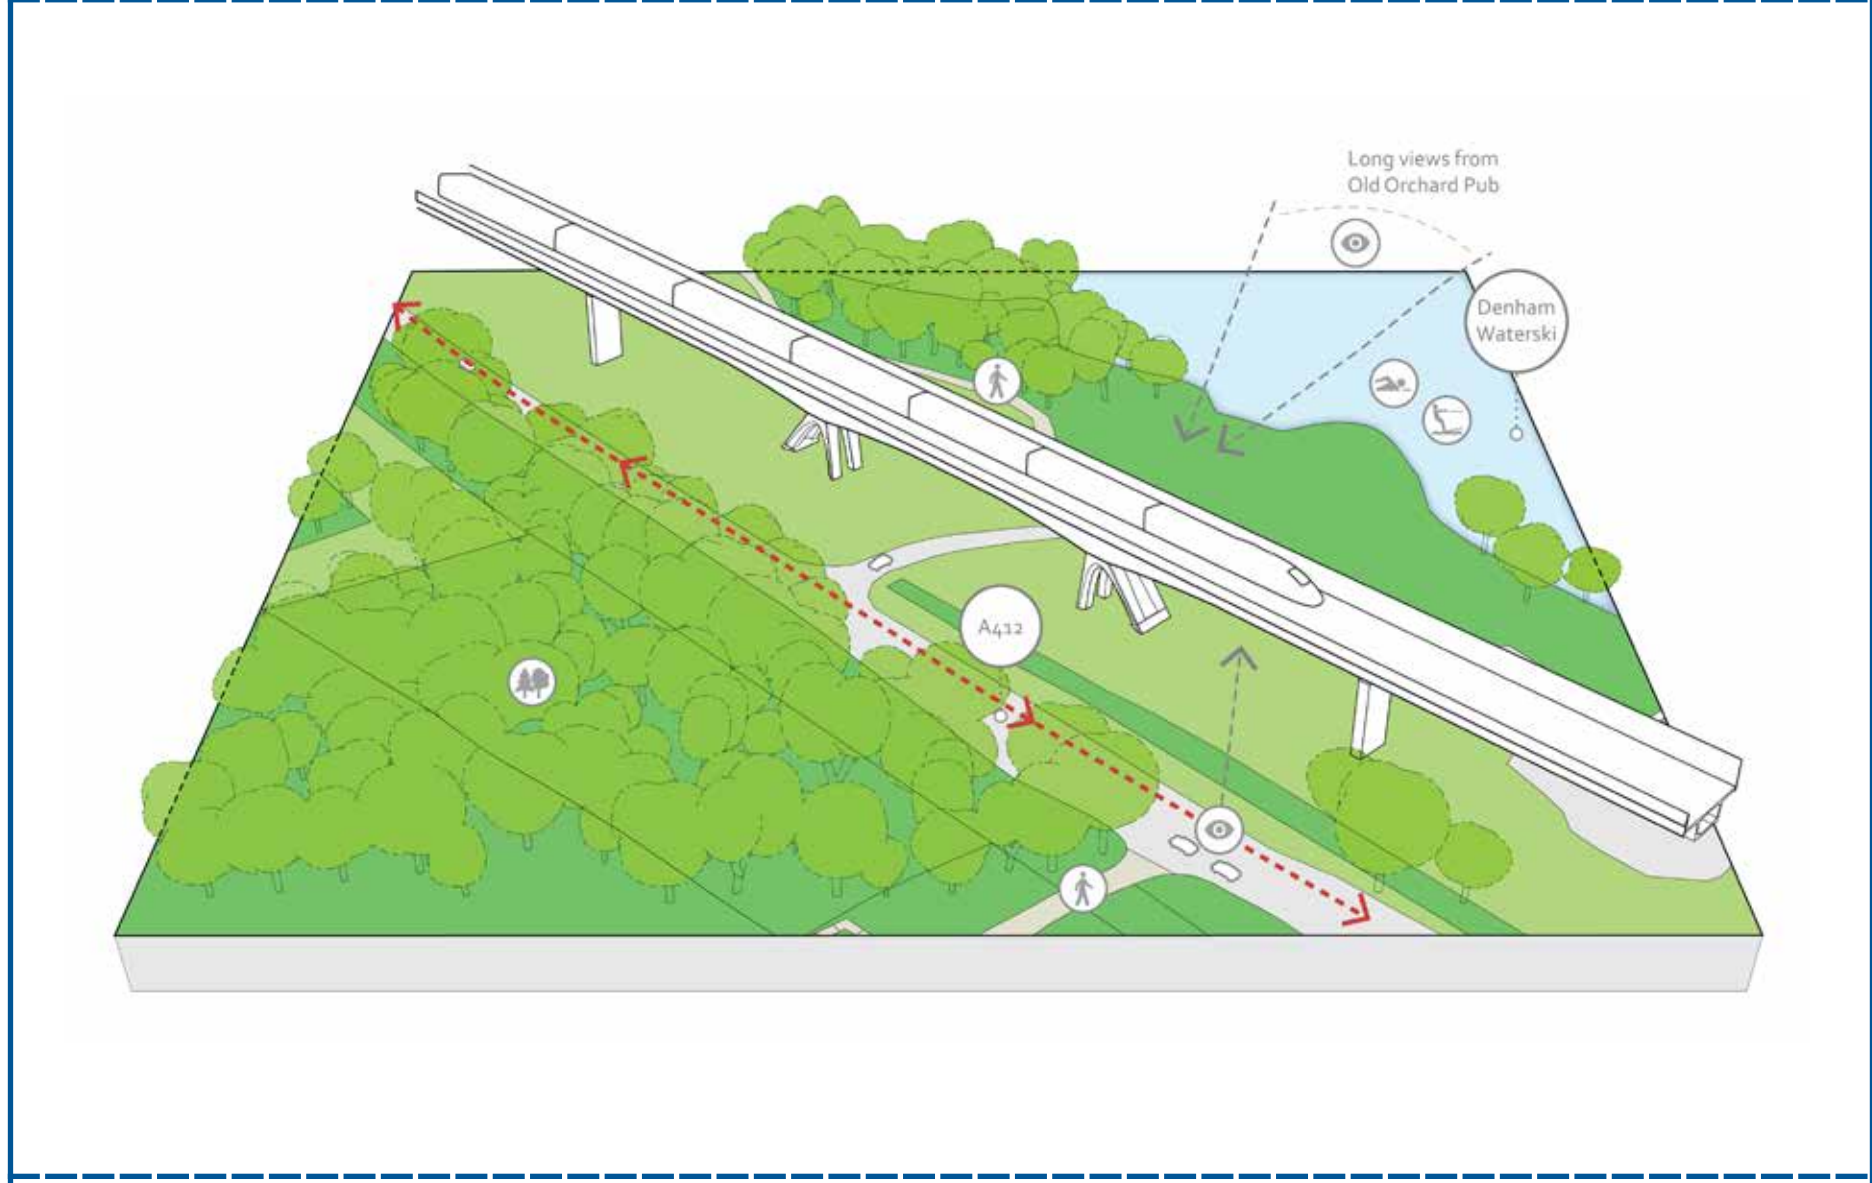 Long views from
Old Orchard Pub
Denham
Waterski
A412